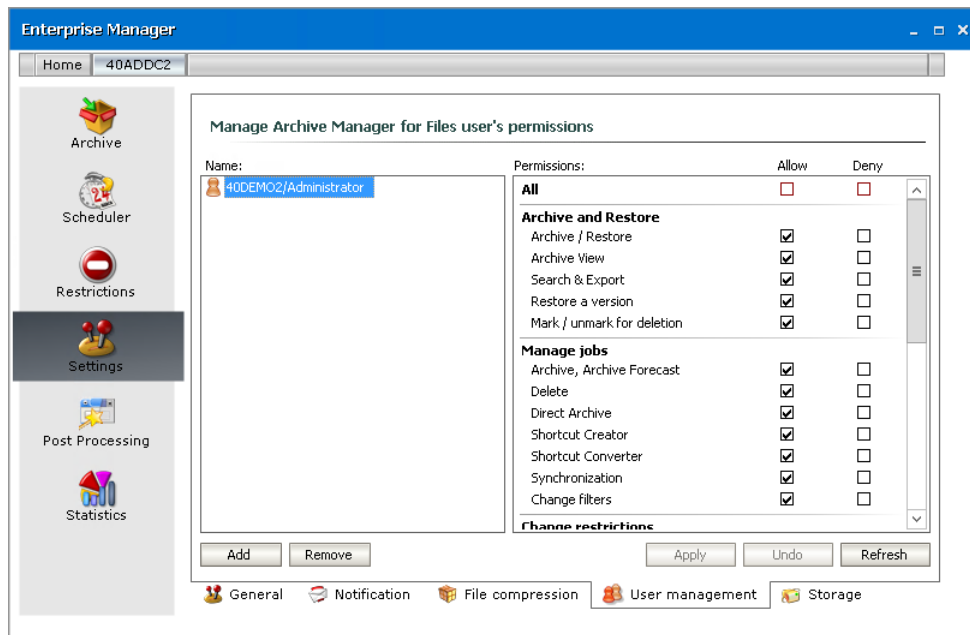 Enterprise Manager
Home 40ADDC2
Archive
Scheduler
Restrictions
Settings
Post Processing
Statistics
Manage Archive Manager for Files user's permissions
Name:
40DEMO2/Administrator
Permissions: Allow Deny
All
Archive and Restore
Archive / Restore
Archive View
Search & Export
Restore a version
Mark / unmark for deletion
Manage jobs
Archive, Archive Forecast
Delete
Direct Archive
Shortcut Creator
Shortcut Converter
Synchronization
Change filters
Change restrictions
Add Remove Apply Undo Refresh
General Notification File compression User management Storage